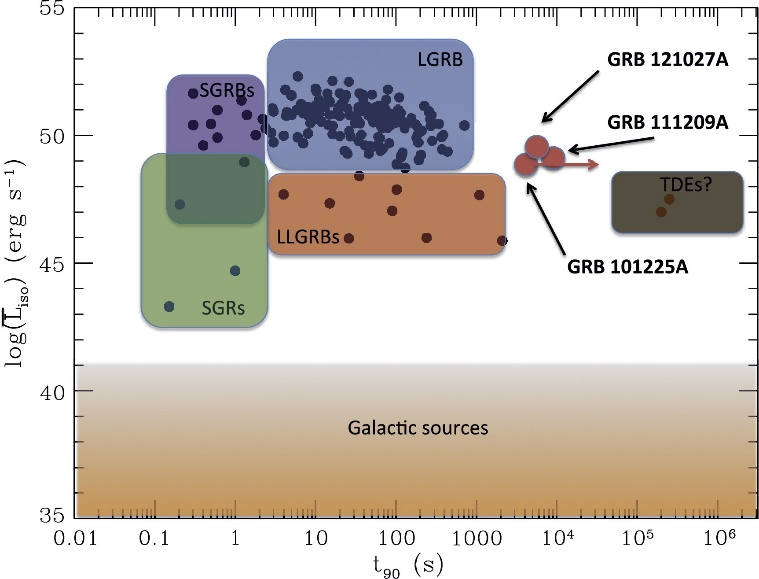 55
LGRB
GRB 121027A
SGRBs
GRB 111209A
50
TDEs?
LLGRBs
GRB 101225A
45
SGRs
log(L̅iso) (erg s⁻¹)
40
Galactic sources
35
0.01 0.1 1 10 100 1000 10⁴ 10⁵ 10⁶
t₉₀ (s)